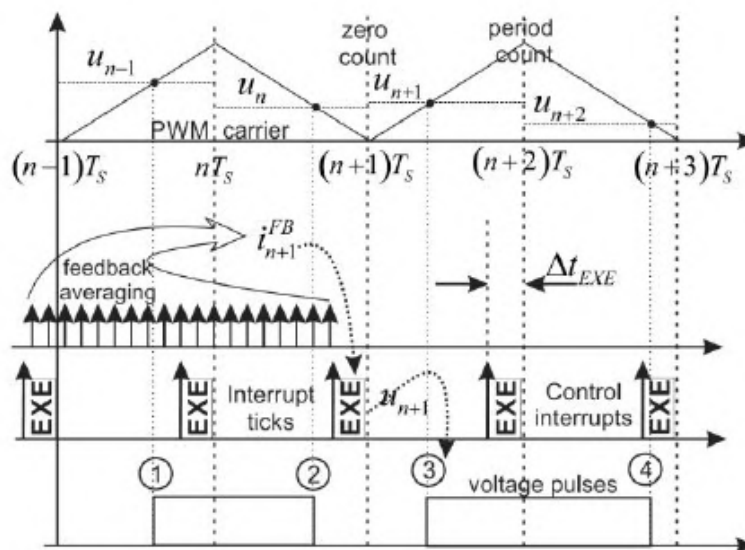 zero
count
period
count
u_{n-1}
u_n
u_{n+1}
u_{n+2}
PWM carrier
(n−1)T_S
nT_S
(n+1)T_S
(n+2)T_S
(n+3)T_S
i_{n+1}^{FB}
feedback
averaging
Δt_{EXE}
EXE
EXE
Interrupt
ticks
EXE
u_{n+1}
EXE
Control
interrupts
EXE
1
2
3
4
voltage pulses